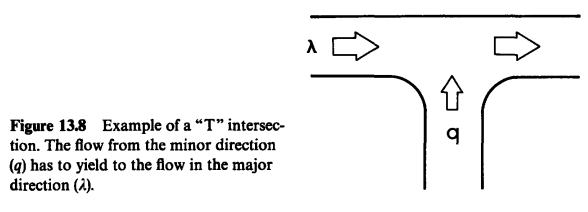 λ
q
Figure 13.8 Example of a “T” intersec-
tion. The flow from the minor direction
(q) has to yield to the flow in the major
direction (λ).